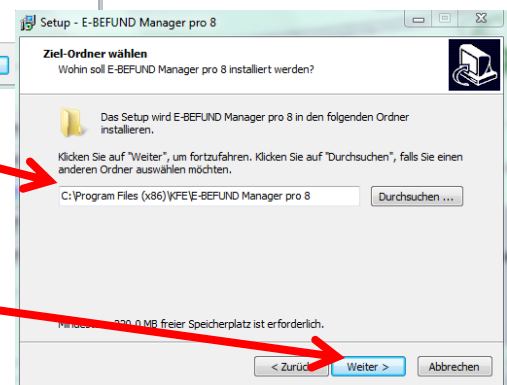 Setup - E-BEFUND Manager pro 8
Ziel-Ordner wählen
Wohin soll E-BEFUND Manager pro 8 installiert werden?
Das Setup wird E-BEFUND Manager pro 8 in den folgenden Ordner
installieren.
Klicken Sie auf "Weiter", um fortzufahren. Klicken Sie auf "Durchsuchen", falls Sie einen
anderen Ordner auswählen möchten.
C:\Program Files (x86)\KFE\E-BEFUND Manager pro 8
Durchsuchen ...
MB freier Speicherplatz ist erforderlich.
< Zurück
Weiter >
Abbrechen